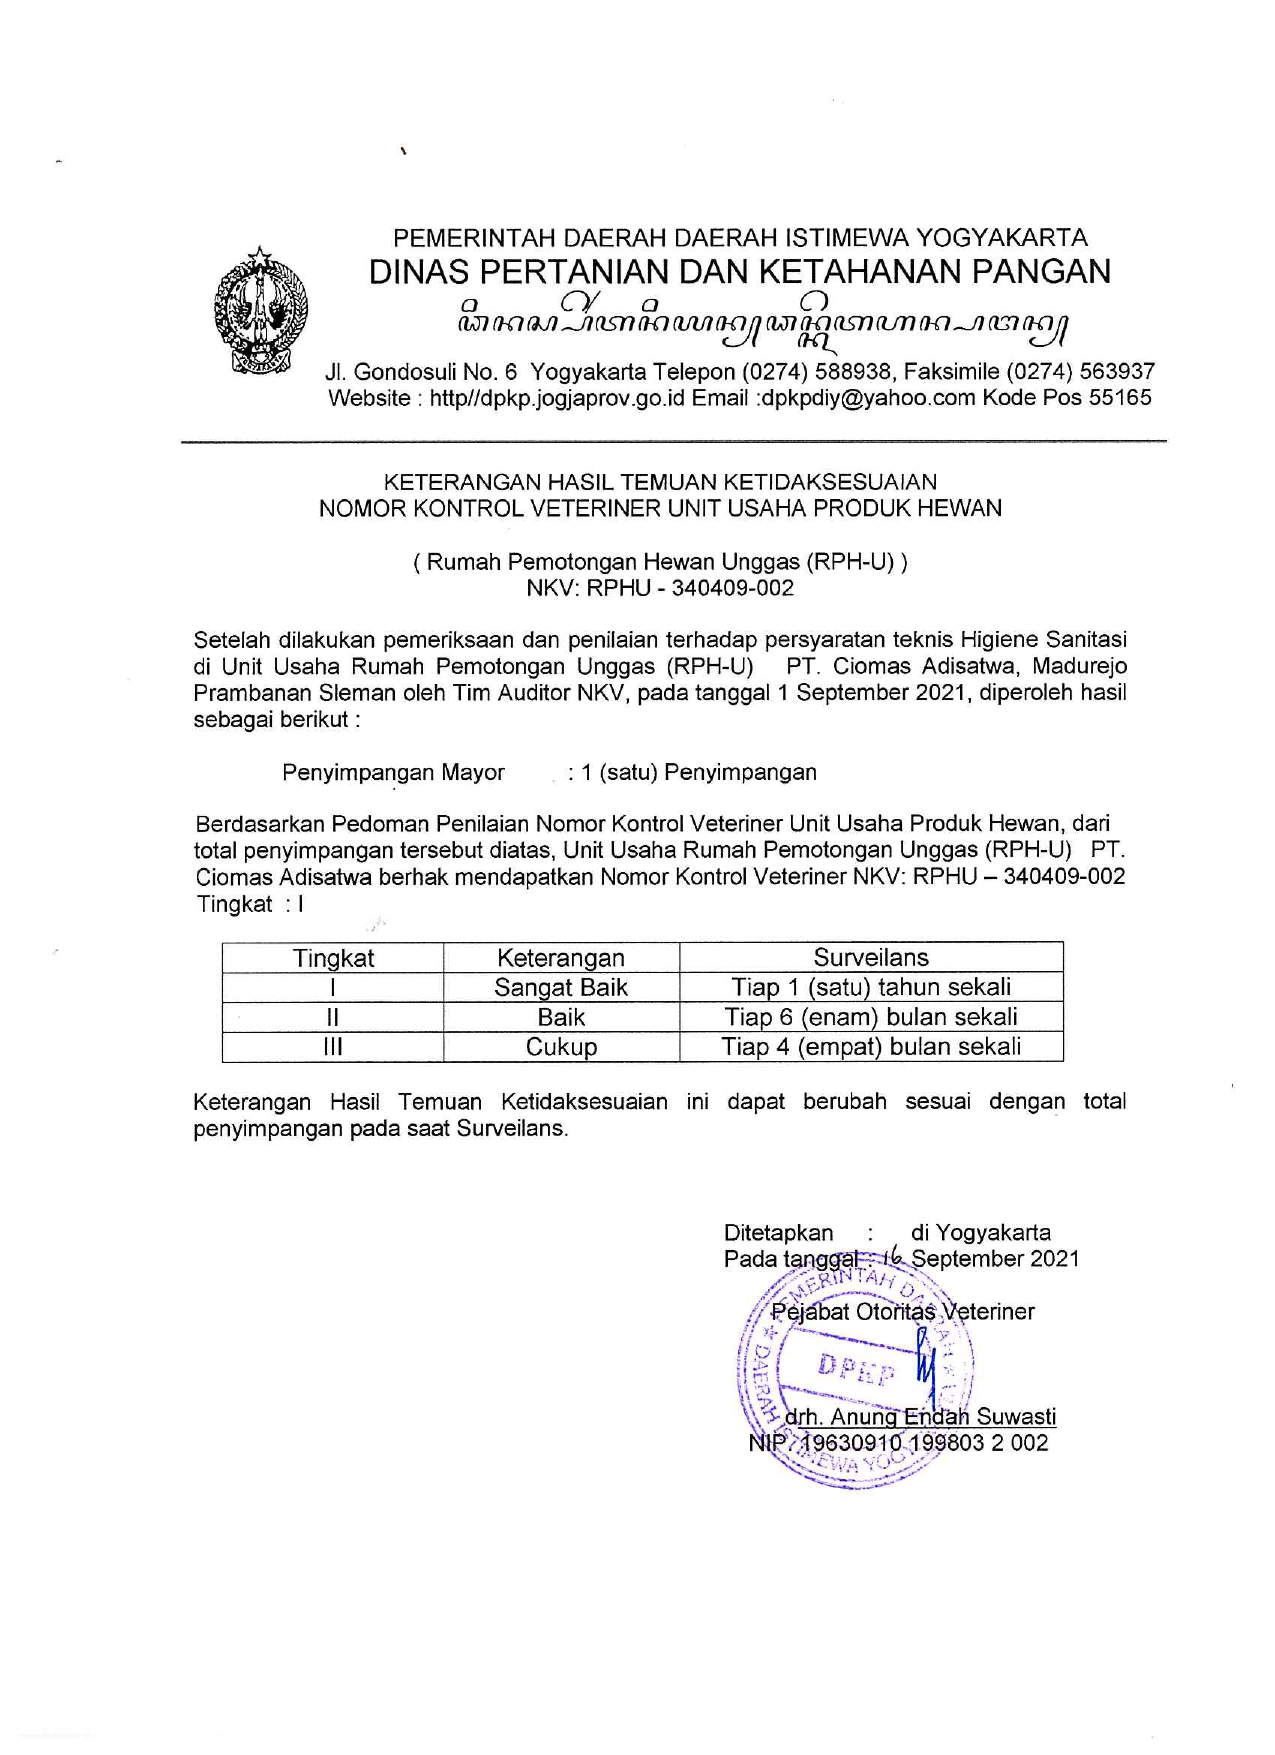 PEMERINTAH DAERAH DAERAH ISTIMEWA YOGYAKARTA
DINAS PERTANIAN DAN KETAHANAN PANGAN
Jl. Gondosuli No. 6 Yogyakarta Telepon (0274) 588938, Faksimile (0274) 563937
Website : http//dpkp.jogjaprov.go.id Email :dpkpdiy@yahoo.com Kode Pos 55165
KETERANGAN HASIL TEMUAN KETIDAKSESUAIAN
NOMOR KONTROL VETERINER UNIT USAHA PRODUK HEWAN
( Rumah Pemotongan Hewan Unggas (RPH-U) )
NKV: RPHU - 340409-002
Setelah dilakukan pemeriksaan dan penilaian terhadap persyaratan teknis Higiene Sanitasi
di Unit Usaha Rumah Pemotongan Unggas (RPH-U) PT. Ciomas Adisatwa, Madurejo
Prambanan Sleman oleh Tim Auditor NKV, pada tanggal 1 September 2021, diperoleh hasil
sebagai berikut :
Penyimpangan Mayor : 1 (satu) Penyimpangan
Berdasarkan Pedoman Penilaian Nomor Kontrol Veteriner Unit Usaha Produk Hewan, dari
total penyimpangan tersebut diatas, Unit Usaha Rumah Pemotongan Unggas (RPH-U) PT.
Ciomas Adisatwa berhak mendapatkan Nomor Kontrol Veteriner NKV: RPHU – 340409-002
Tingkat : I
Tingkat Keterangan Surveilans
I Sangat Baik Tiap 1 (satu) tahun sekali
II Baik Tiap 6 (enam) bulan sekali
III Cukup Tiap 4 (empat) bulan sekali
Keterangan Hasil Temuan Ketidaksesuaian ini dapat berubah sesuai dengan total
penyimpangan pada saat Surveilans.
Ditetapkan : di Yogyakarta
Pada tanggal : 16 September 2021
Pejabat Otoritas Veteriner
DPKP
drh. Anung Endah Suwasti
NIP. 19630910 199803 2 002